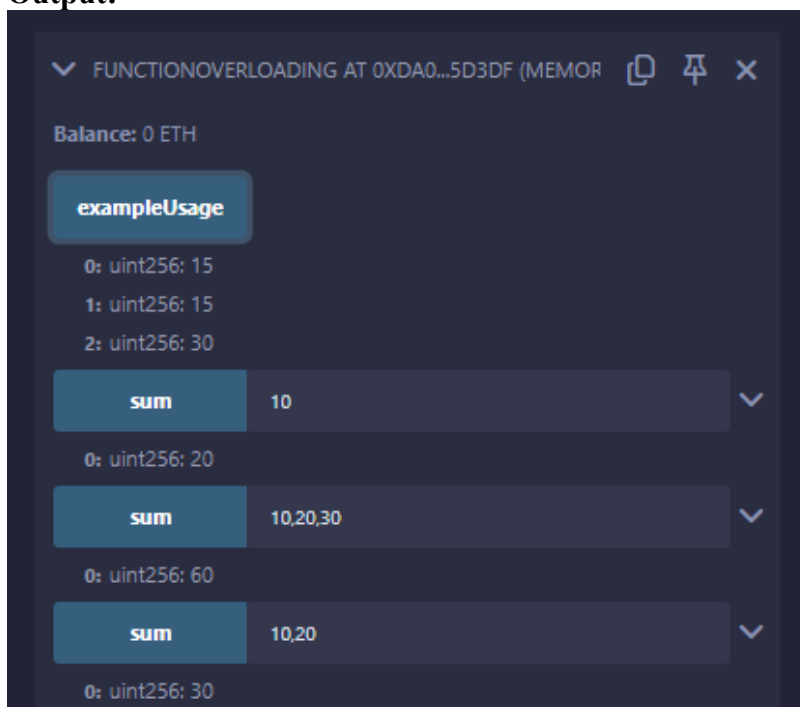 Output:
FUNCTIONOVERLOADING AT 0XDA0...5D3DF (MEMOR
Balance: 0 ETH
exampleUsage
0: uint256: 15
1: uint256: 15
2: uint256: 30
sum 10
0: uint256: 20
sum 10,20,30
0: uint256: 60
sum 10,20
0: uint256: 30